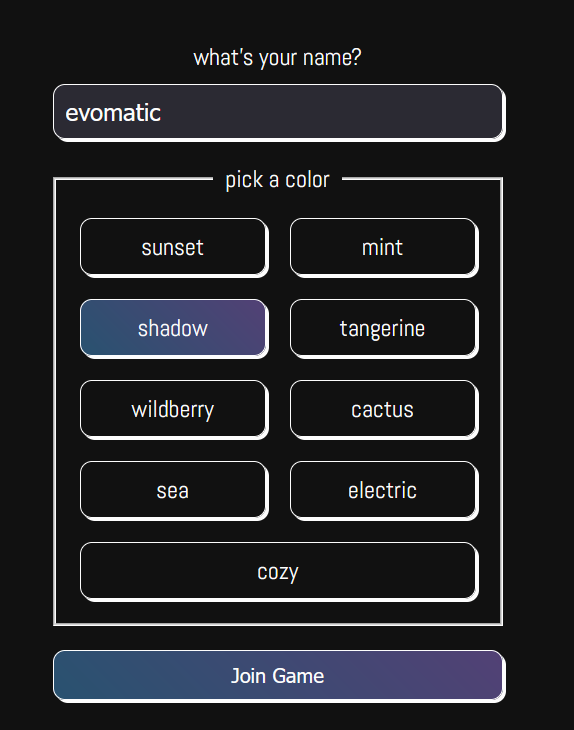 what's your name?
evomatic
pick a color
sunset
mint
shadow
tangerine
wildberry
cactus
sea
electric
cozy
Join Game